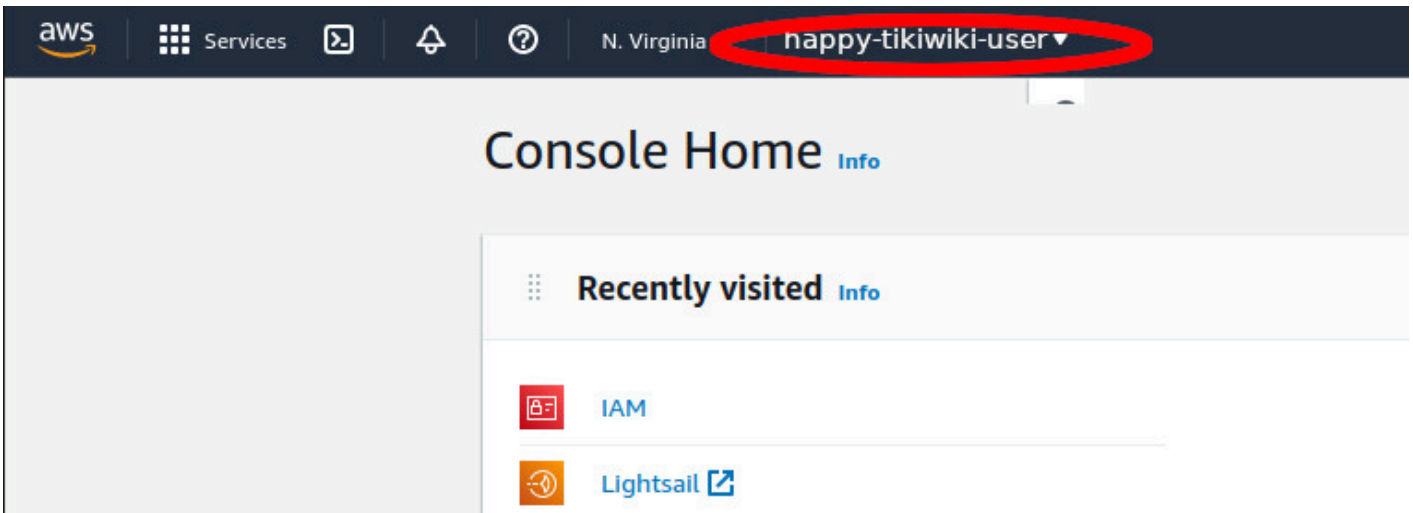 aws Services N. Virginia happy-tikiwiki-user
Console Home Info
Recently visited Info
IAM
Lightsail